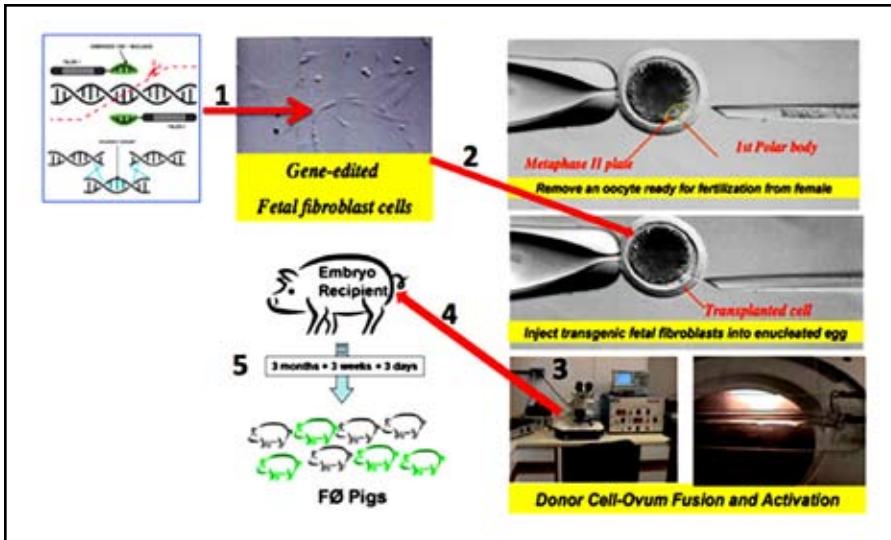 1
Gene-edited
Fetal fibroblast cells
2
Metaphase II plate
1st Polar body
Remove an oocyte ready for fertilization from female
Transplanted cell
Inject transgenic fetal fibroblasts into enucleated egg
3
Donor Cell-Ovum Fusion and Activation
4
Embryo
Recipient
5
3 months + 3 weeks + 3 days
FØ Pigs